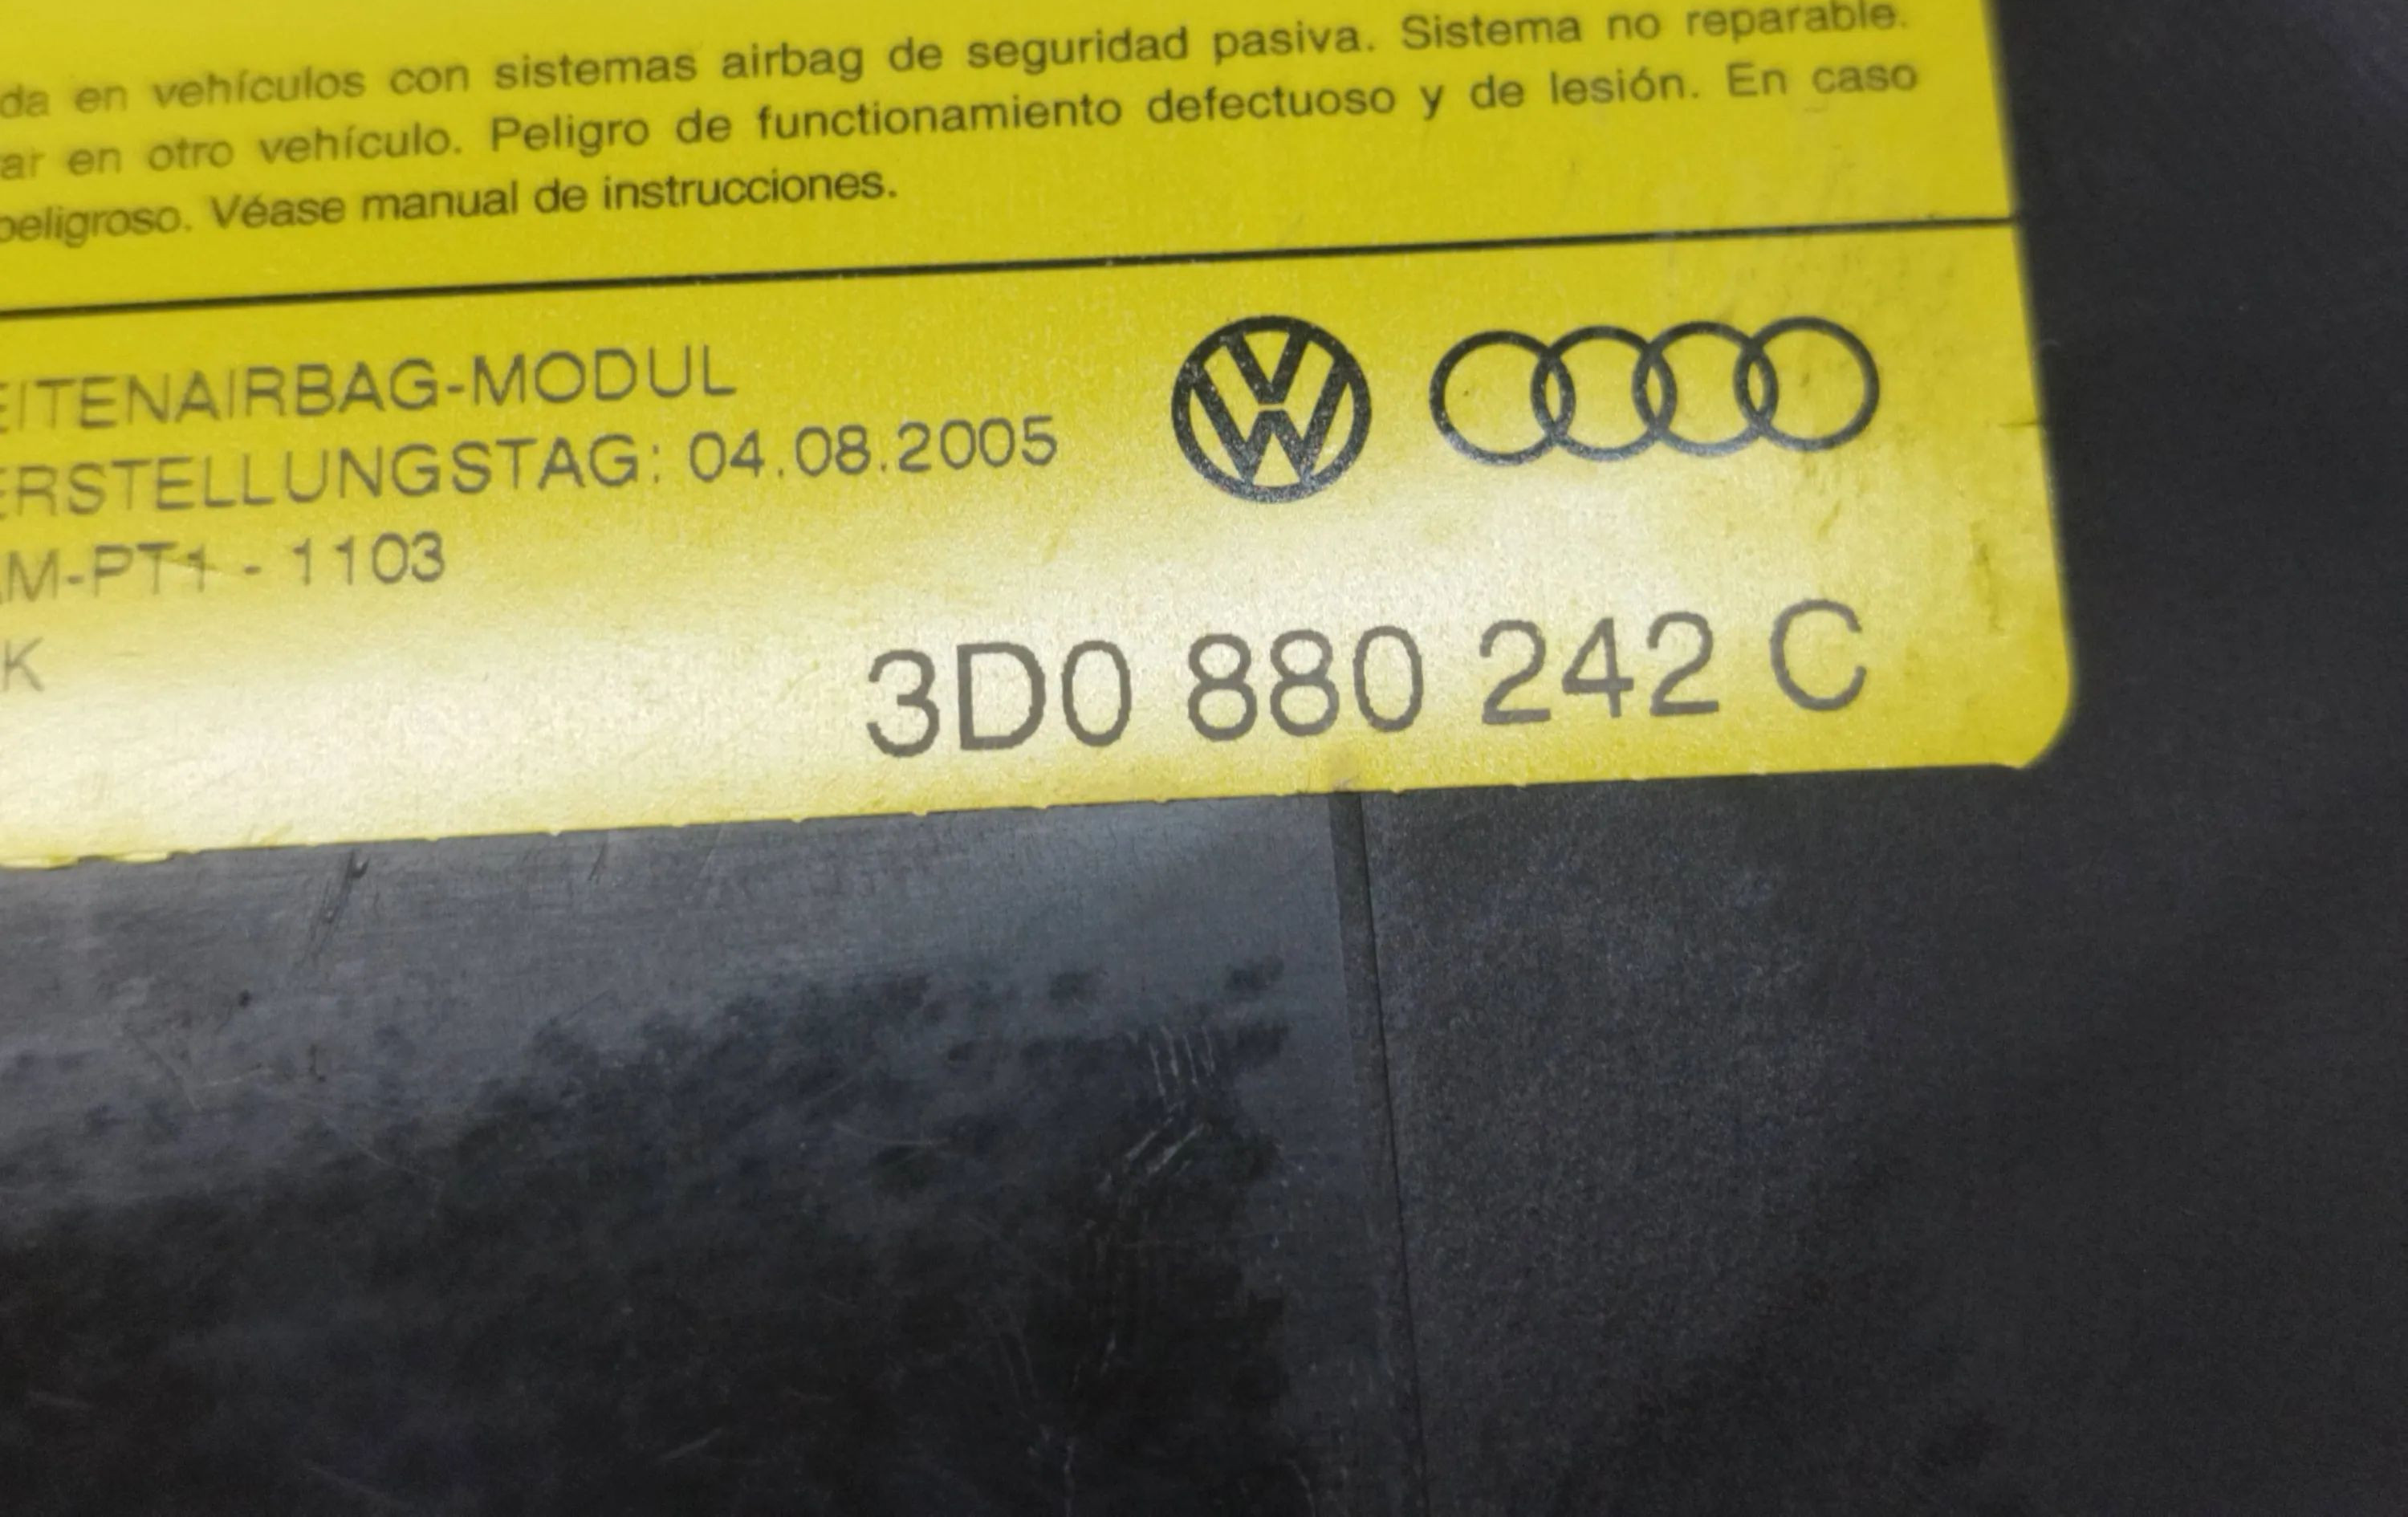 da en vehículos con sistemas airbag de seguridad pasiva. Sistema no reparable.
ar en otro vehículo. Peligro de functionamiento defectuoso y de lesión. En caso
peligroso. Véase manual de instrucciones.
EITENAIRBAG-MODUL
ERSTELLUNGSTAG: 04.08.2005
AM-PT1 - 1103
K
3D0 880 242 C